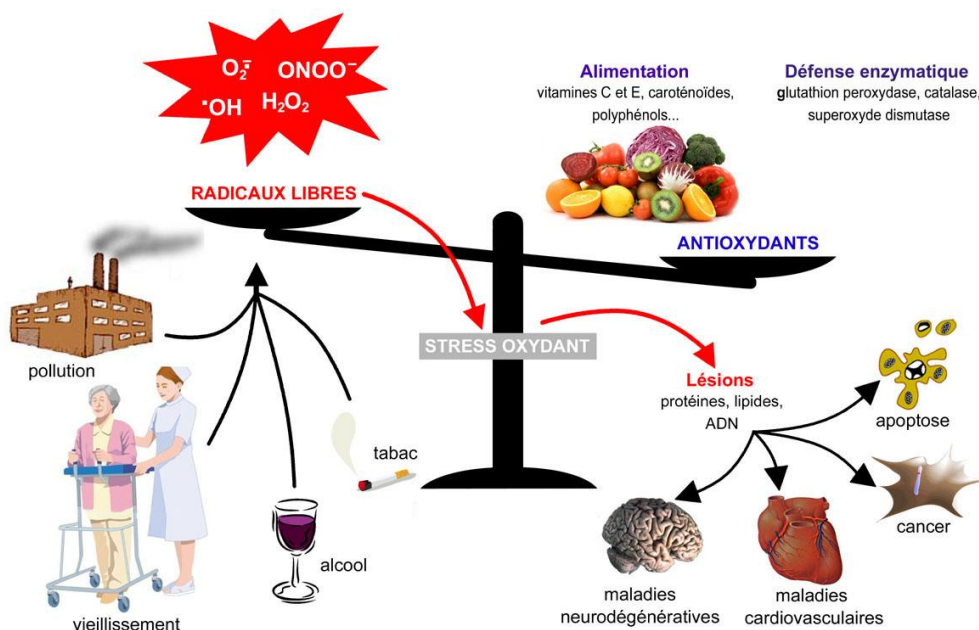 O₂•⁻ ONOO⁻
•OH H₂O₂
RADICAUX LIBRES
Alimentation
vitamines C et E, caroténoïdes,
polyphénols...
Défense enzymatique
glutathion peroxydase, catalase,
superoxyde dismutase
ANTIOXYDANTS
STRESS OXYDANT
pollution
vieillissement
alcool
tabac
Lésions
protéines, lipides,
ADN
apoptose
cancer
maladies
cardiovasculaires
maladies
neurodégénératives